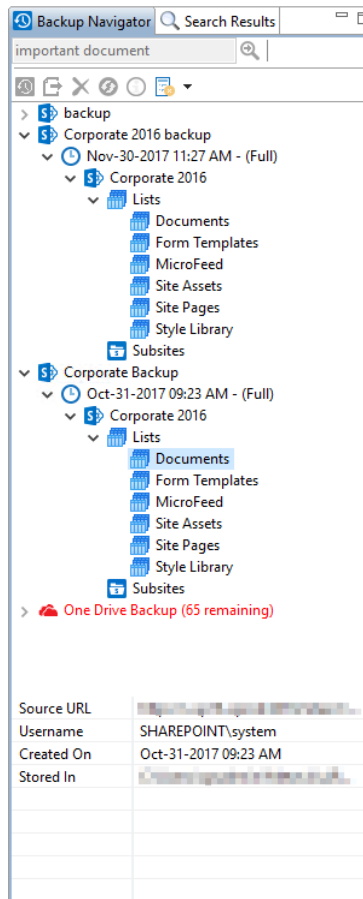 Backup Navigator Search Results
important document
backup
Corporate 2016 backup
Nov-30-2017 11:27 AM - (Full)
Corporate 2016
Lists
Documents
Form Templates
MicroFeed
Site Assets
Site Pages
Style Library
Subsites
Corporate Backup
Oct-31-2017 09:23 AM - (Full)
Corporate 2016
Lists
Documents
Form Templates
MicroFeed
Site Assets
Site Pages
Style Library
Subsites
One Drive Backup (65 remaining)
Source URL
Username SHAREPOINT\system
Created On Oct-31-2017 09:23 AM
Stored In